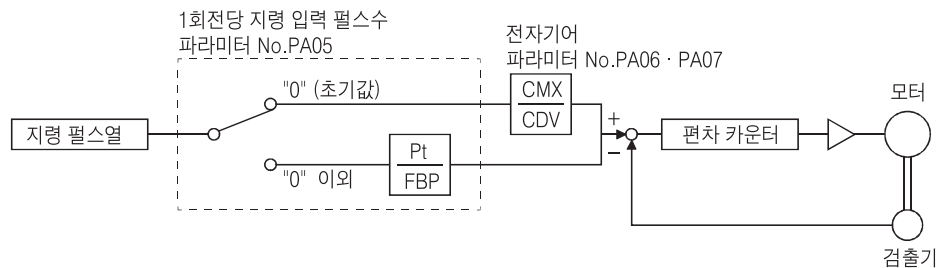 1회전당 지령 입력 펄스수
파라미터 No.PA05
전자기어
파라미터 No.PA06 · PA07
"0" (초기값)
CMX
CDV
모터
지령 펄스열
+
편차 카운터
−
Pt
FBP
"0" 이외
검출기